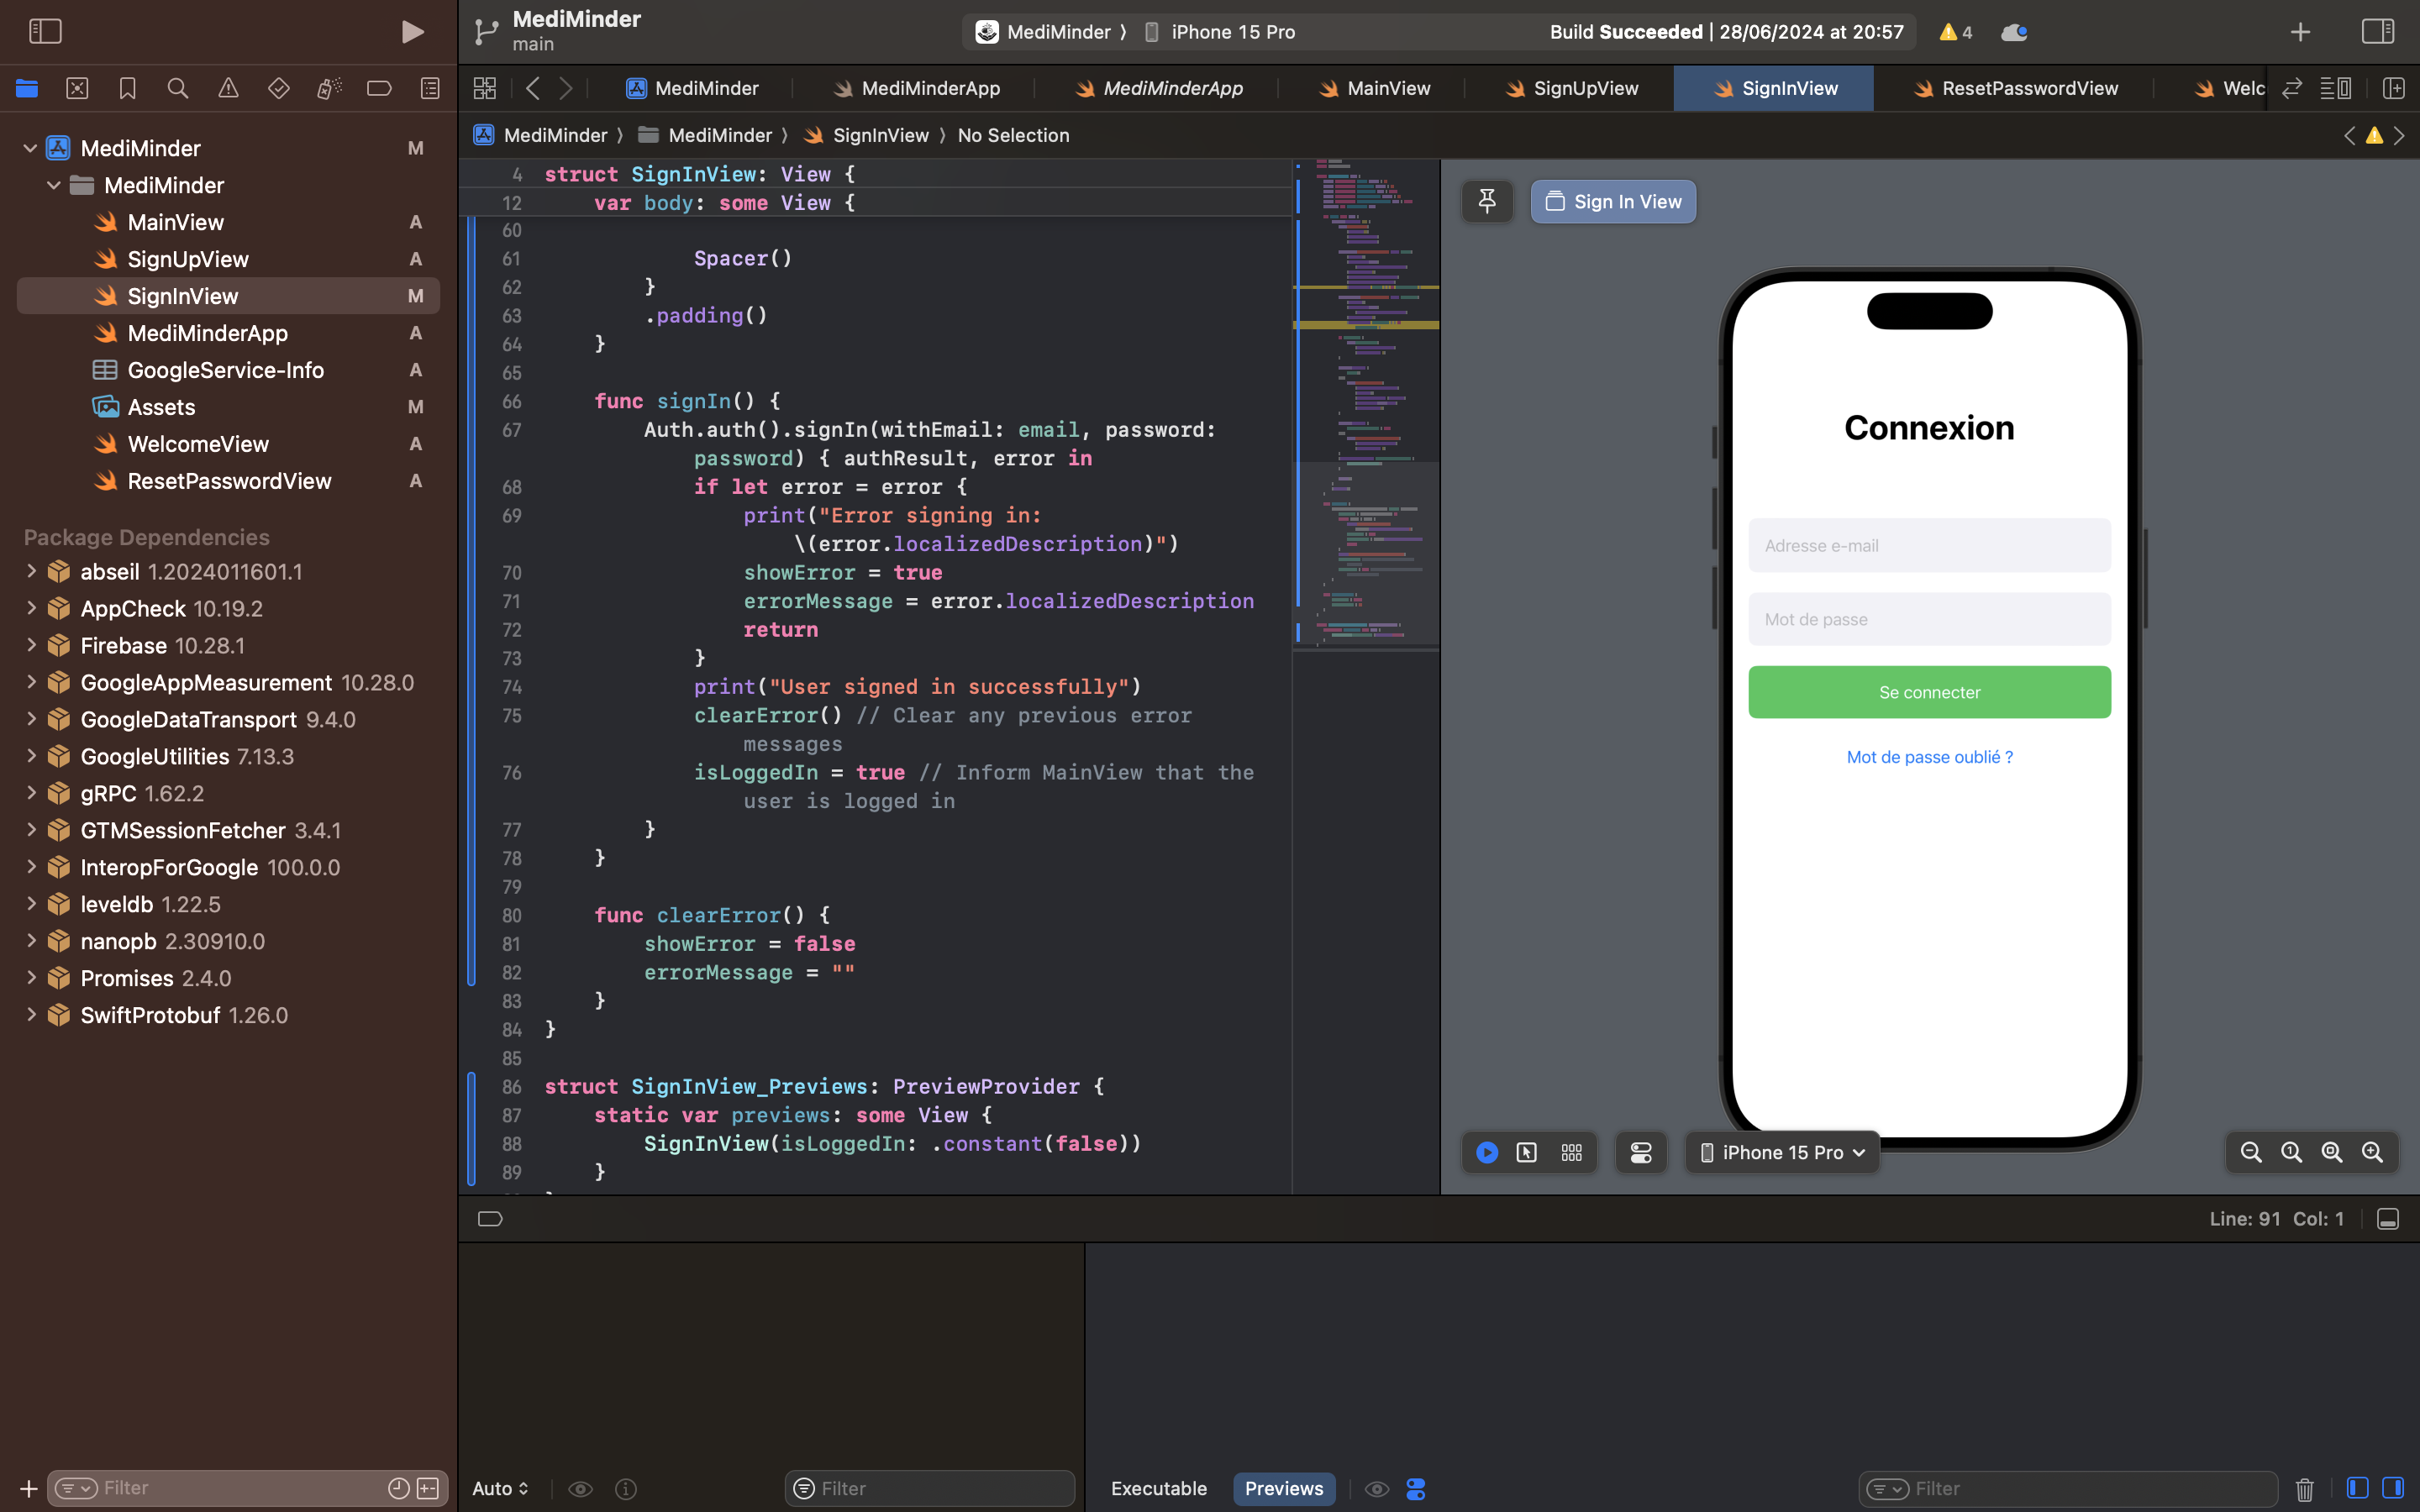 MediMinder
main
MediMinder 〉 iPhone 15 Pro
Build Succeeded | 28/06/2024 at 20:57
4
MediMinder
MediMinderApp
MediMinderApp
MainView
SignUpView
SignInView
ResetPasswordView
Welc
MediMinder 〉 MediMinder 〉 SignInView 〉 No Selection
MediMinder M
MediMinder
MainView A
SignUpView A
SignInView M
MediMinderApp A
GoogleService-Info A
Assets M
WelcomeView A
ResetPasswordView A
Package Dependencies
abseil 1.2024011601.1
AppCheck 10.19.2
Firebase 10.28.1
GoogleAppMeasurement 10.28.0
GoogleDataTransport 9.4.0
GoogleUtilities 7.13.3
gRPC 1.62.2
GTMSessionFetcher 3.4.1
InteropForGoogle 100.0.0
leveldb 1.22.5
nanopb 2.30910.0
Promises 2.4.0
SwiftProtobuf 1.26.0
Filter
4 struct SignInView: View {
12 var body: some View {
60
61 Spacer()
62 }
63 .padding()
64 }
65
66 func signIn() {
67 Auth.auth().signIn(withEmail: email, password:
password) { authResult, error in
68 if let error = error {
69 print("Error signing in:
\(error.localizedDescription)")
70 showError = true
71 errorMessage = error.localizedDescription
72 return
73 }
74 print("User signed in successfully")
75 clearError() // Clear any previous error
messages
76 isLoggedIn = true // Inform MainView that the
user is logged in
77 }
78 }
79
80 func clearError() {
81 showError = false
82 errorMessage = ""
83 }
84 }
85
86 struct SignInView_Previews: PreviewProvider {
87 static var previews: some View {
88 SignInView(isLoggedIn: .constant(false))
89 }
Sign In View
Connexion
Adresse e-mail
Mot de passe
Se connecter
Mot de passe oublié ?
iPhone 15 Pro
Line: 91 Col: 1
Auto
Filter
Executable
Previews
Filter